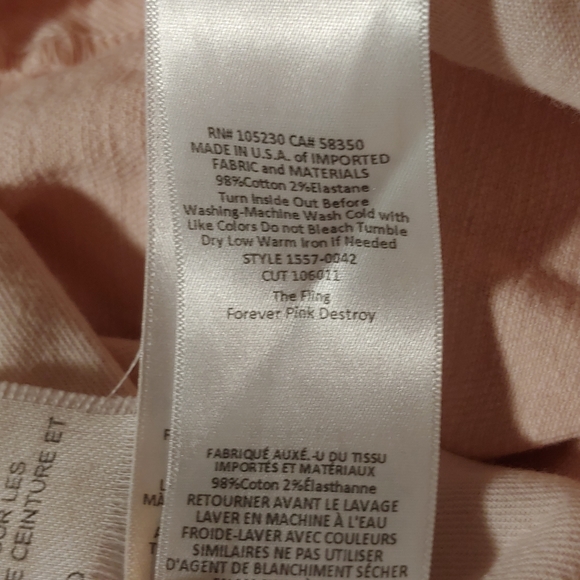 RN# 105230 CA# 58350
MADE IN U.S.A. of IMPORTED
FABRIC and MATERIALS
98%Cotton 2%Elastane
Turn Inside Out Before
Washing-Machine Wash Cold with
Like Colors Do not Bleach Tumble
Dry Low Warm Iron If Needed
STYLE 1557-0042
CUT 106011
The Fling
Forever Pink Destroy
FABRIQUÉ AUXÉ.-U DU TISSU
IMPORTÉS ET MATÉRIAUX
98%Coton 2%Élasthanne
RETOURNER AVANT LE LAVAGE
LAVER EN MACHINE À L'EAU
FROIDE-LAVER AVEC COULEURS
SIMILAIRES NE PAS UTILISER
D'AGENT DE BLANCHIMENT SÉCHER
LES
CEINTURE ET